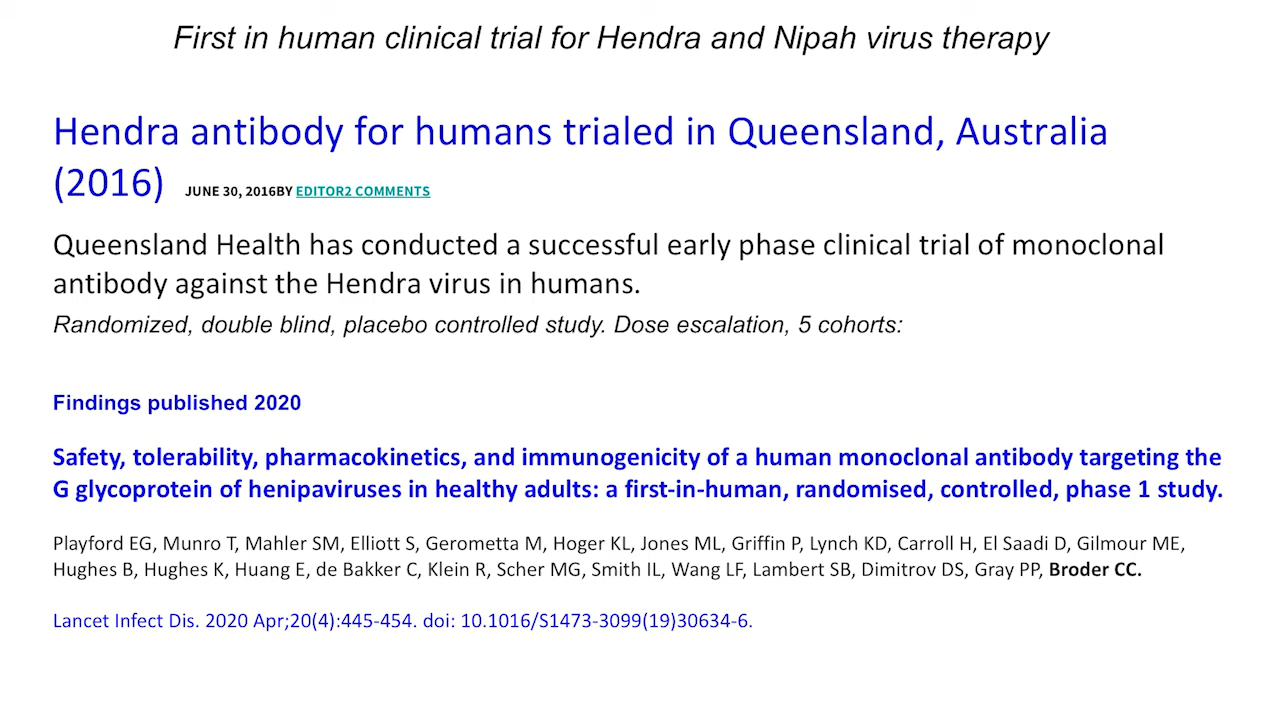 First in human clinical trial for Hendra and Nipah virus therapy
Hendra antibody for humans trialed in Queensland, Australia
(2016) JUNE 30, 2016BY EDITOR2 COMMENTS
Queensland Health has conducted a successful early phase clinical trial of monoclonal
antibody against the Hendra virus in humans.
Randomized, double blind, placebo controlled study. Dose escalation, 5 cohorts:
Findings published 2020
Safety, tolerability, pharmacokinetics, and immunogenicity of a human monoclonal antibody targeting the
G glycoprotein of henipaviruses in healthy adults: a first-in-human, randomised, controlled, phase 1 study.
Playford EG, Munro T, Mahler SM, Elliott S, Gerometta M, Hoger KL, Jones ML, Griffin P, Lynch KD, Carroll H, El Saadi D, Gilmour ME,
Hughes B, Hughes K, Huang E, de Bakker C, Klein R, Scher MG, Smith IL, Wang LF, Lambert SB, Dimitrov DS, Gray PP, Broder CC.
Lancet Infect Dis. 2020 Apr;20(4):445-454. doi: 10.1016/S1473-3099(19)30634-6.